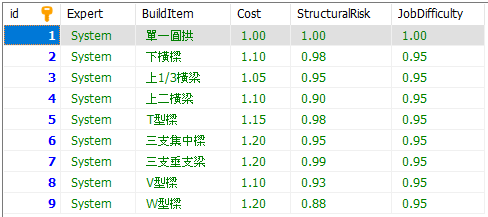 id Expert BuildItem Cost StructuralRisk JobDifficulty
1 System 單一圓拱 1.00 1.00 1.00
2 System 下橫樑 1.10 0.98 0.95
3 System 上1/3橫梁 1.05 0.95 0.95
4 System 上二橫梁 1.10 0.90 0.95
5 System T型樑 1.15 0.98 0.95
6 System 三支集中樑 1.20 0.95 0.95
7 System 三支垂支梁 1.20 0.99 0.95
8 System V型樑 1.10 0.93 0.95
9 System W型樑 1.20 0.88 0.95